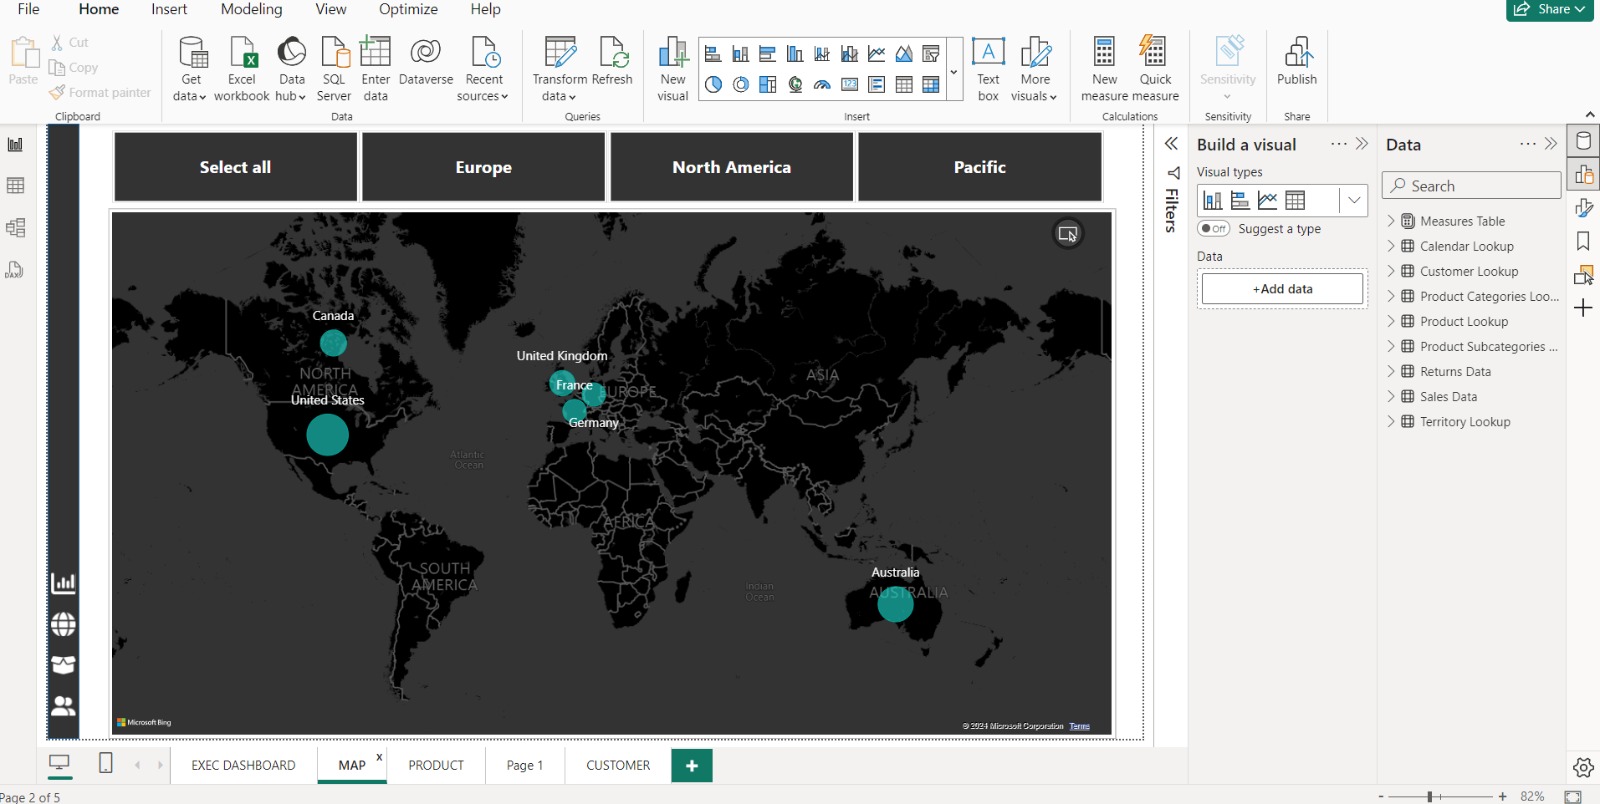 File Home Insert Modeling View Optimize Help
Share
Paste
Cut
Copy
Format painter
Clipboard
Get data
Excel workbook
Data hub
SQL Server
Enter data
Dataverse
Recent sources
Data
Transform data
Refresh
Queries
New visual
Text box
More visuals
Insert
New measure
Quick measure
Calculations
Sensitivity
Sensitivity
Publish
Share
Select all
Europe
North America
Pacific
Canada
NORTH AMERICA
United States
United Kingdom
France
EUROPE
Germany
ASIA
Atlantic Ocean
AFRICA
SOUTH AMERICA
Indian Ocean
Australia
AUSTRALIA
Microsoft Bing
© 2024 Microsoft Corporation Terms
Filters
Build a visual
Visual types
Off
Suggest a type
Data
+Add data
Data
Search
Measures Table
Calendar Lookup
Customer Lookup
Product Categories Loo...
Product Lookup
Product Subcategories ...
Returns Data
Sales Data
Territory Lookup
EXEC DASHBOARD
MAP
x
PRODUCT
Page 1
CUSTOMER
+
Page 2 of 5
- + 82%